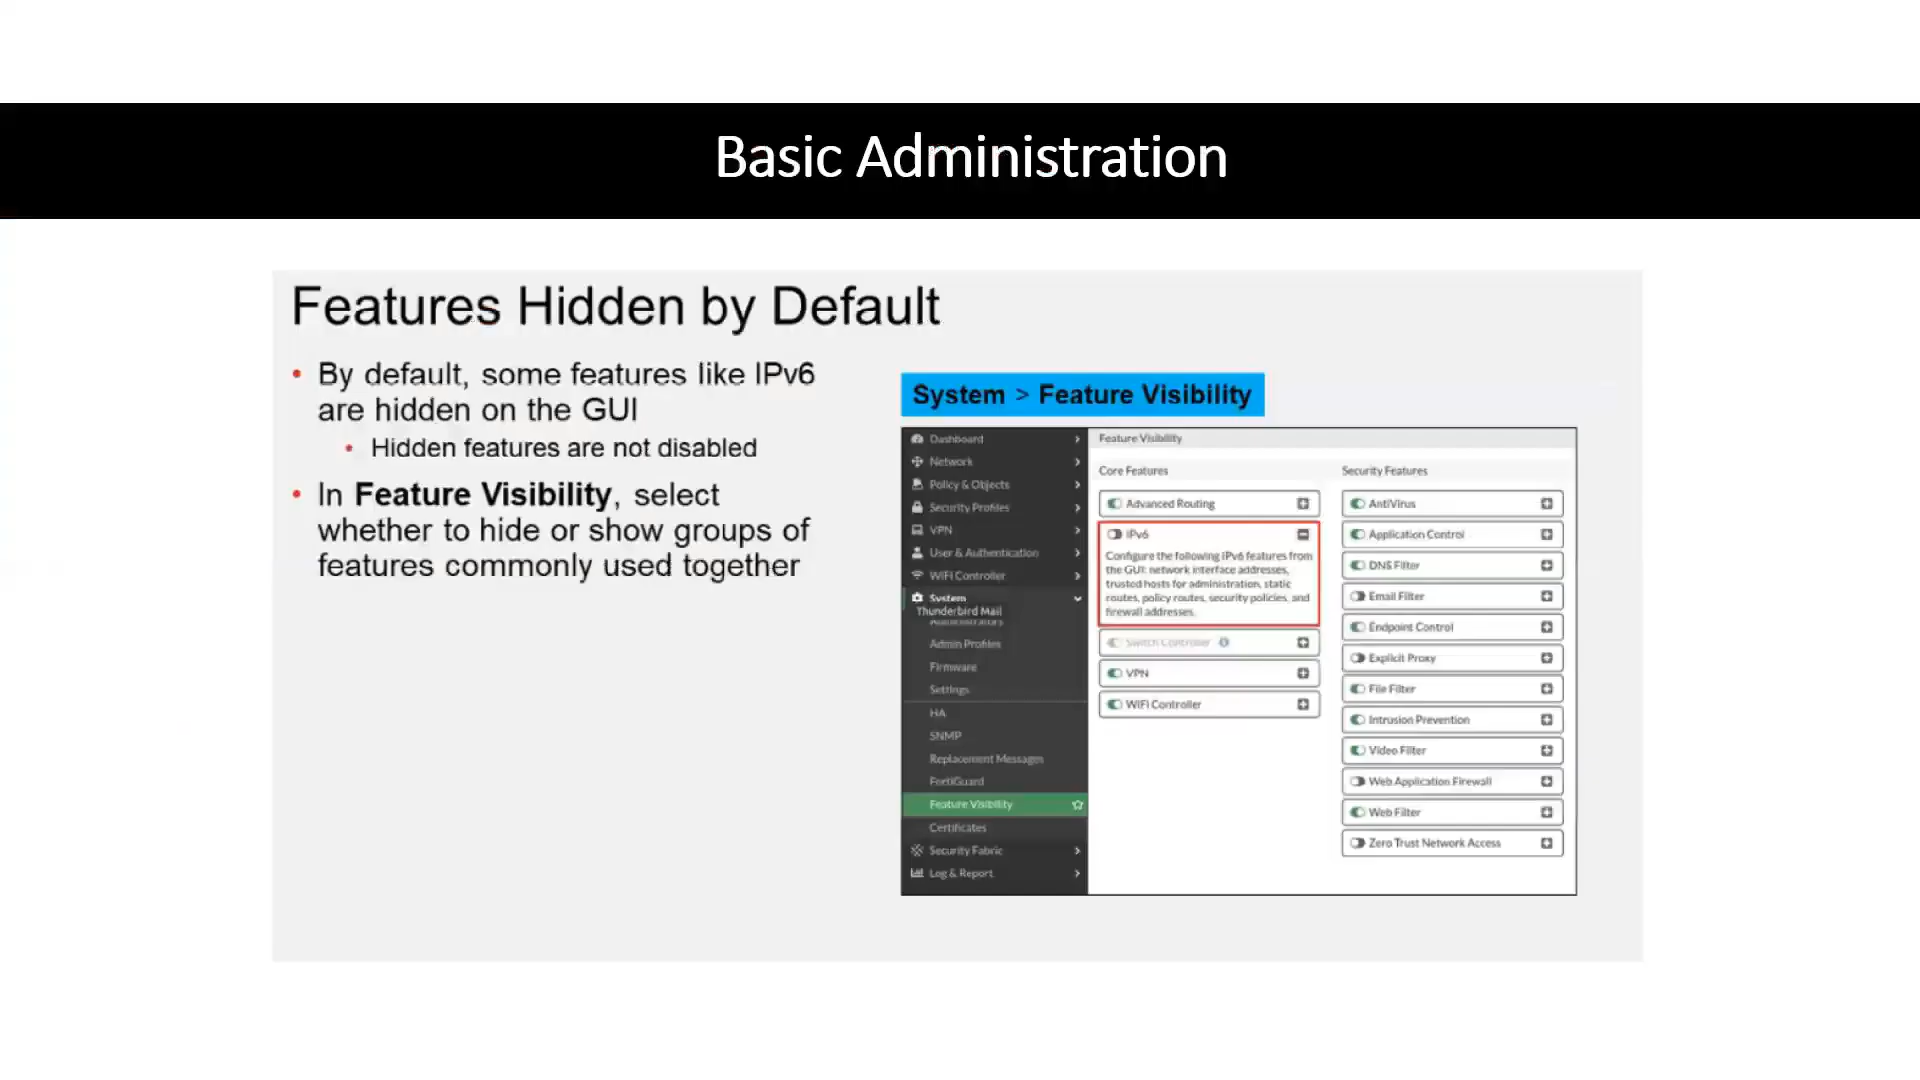 Basic Administration
Features Hidden by Default
• By default, some features like IPv6
are hidden on the GUI
• Hidden features are not disabled
• In Feature Visibility, select
whether to hide or show groups of
features commonly used together
System > Feature Visibility
Dashboard
Network
Policy & Objects
Security Profiles
VPN
User & Authentication
WiFi Controller
System
Thunderbird Mail
Administrators
Admin Profiles
Firmware
Settings
HA
SNMP
Replacement Messages
FortiGuard
Feature Visibility
Certificates
Security Fabric
Log & Report
Feature Visibility
Core Features
Advanced Routing
IPv6
Configure the following IPv6 features from
the GUI: network interface addresses,
trusted hosts for administration, static
routes, policy routes, security policies, and
firewall addresses.
Switch Controller
VPN
WiFi Controller
Security Features
AntiVirus
Application Control
DNS Filter
Email Filter
Endpoint Control
Explicit Proxy
File Filter
Intrusion Prevention
Video Filter
Web Application Firewall
Web Filter
Zero Trust Network Access